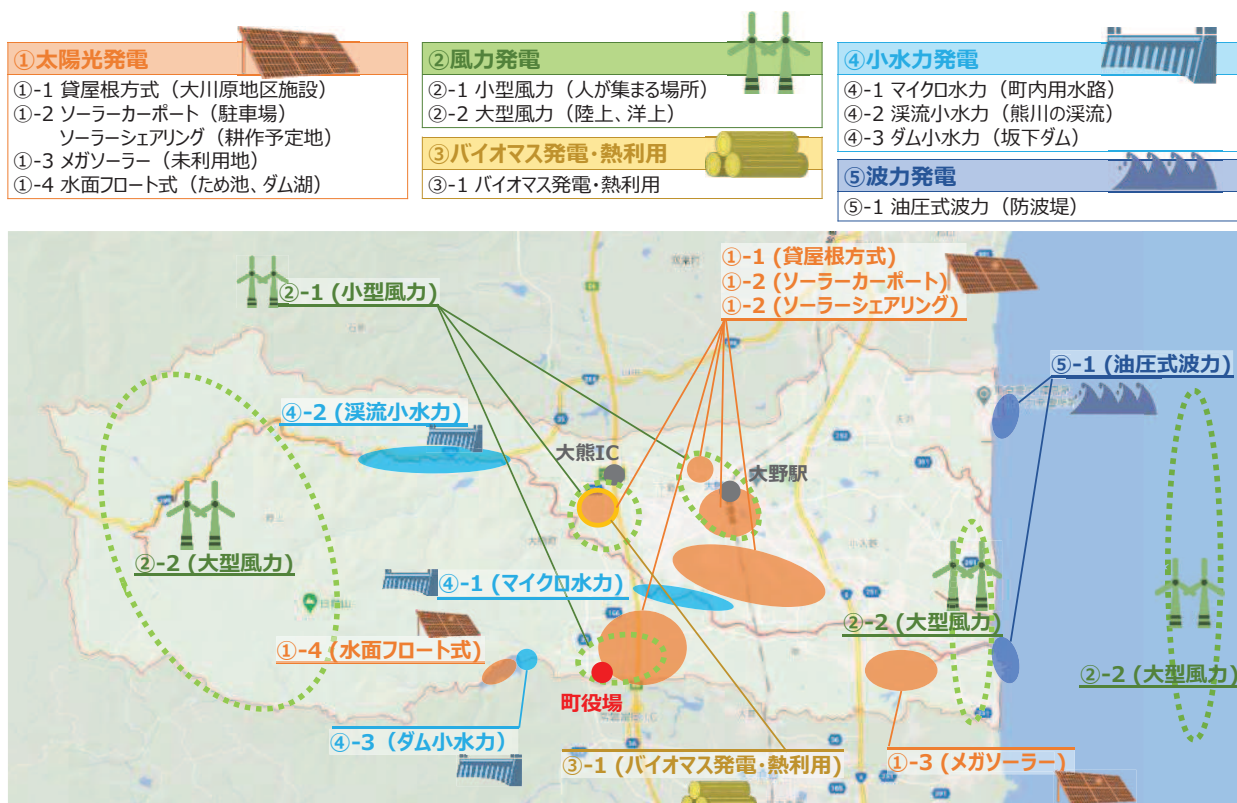 ①太陽光発電
①-1 貸屋根方式（大川原地区施設）
①-2 ソーラーカーポート（駐車場）
ソーラーシェアリング（耕作予定地）
①-3 メガソーラー（未利用地）
①-4 水面フロート式（ため池、ダム湖）
②風力発電
②-1 小型風力（人が集まる場所）
②-2 大型風力（陸上、洋上）
③バイオマス発電・熱利用
③-1 バイオマス発電・熱利用
④小水力発電
④-1 マイクロ水力（町内用水路）
④-2 渓流小水力（熊川の渓流）
④-3 ダム小水力（坂下ダム）
⑤波力発電
⑤-1 油圧式波力（防波堤）
①-1 (貸屋根方式)
①-2 (ソーラーカーポート)
①-2 (ソーラーシェアリング)
②-1 (小型風力)
⑤-1 (油圧式波力)
④-2 (渓流小水力)
大熊IC
大野駅
②-2 (大型風力)
④-1 (マイクロ水力)
②-2 (大型風力)
①-4 (水面フロート式)
②-2 (大型風力)
町役場
日隠山
④-3（ダム小水力）
③-1 (バイオマス発電・熱利用)
①-3 (メガソーラー)